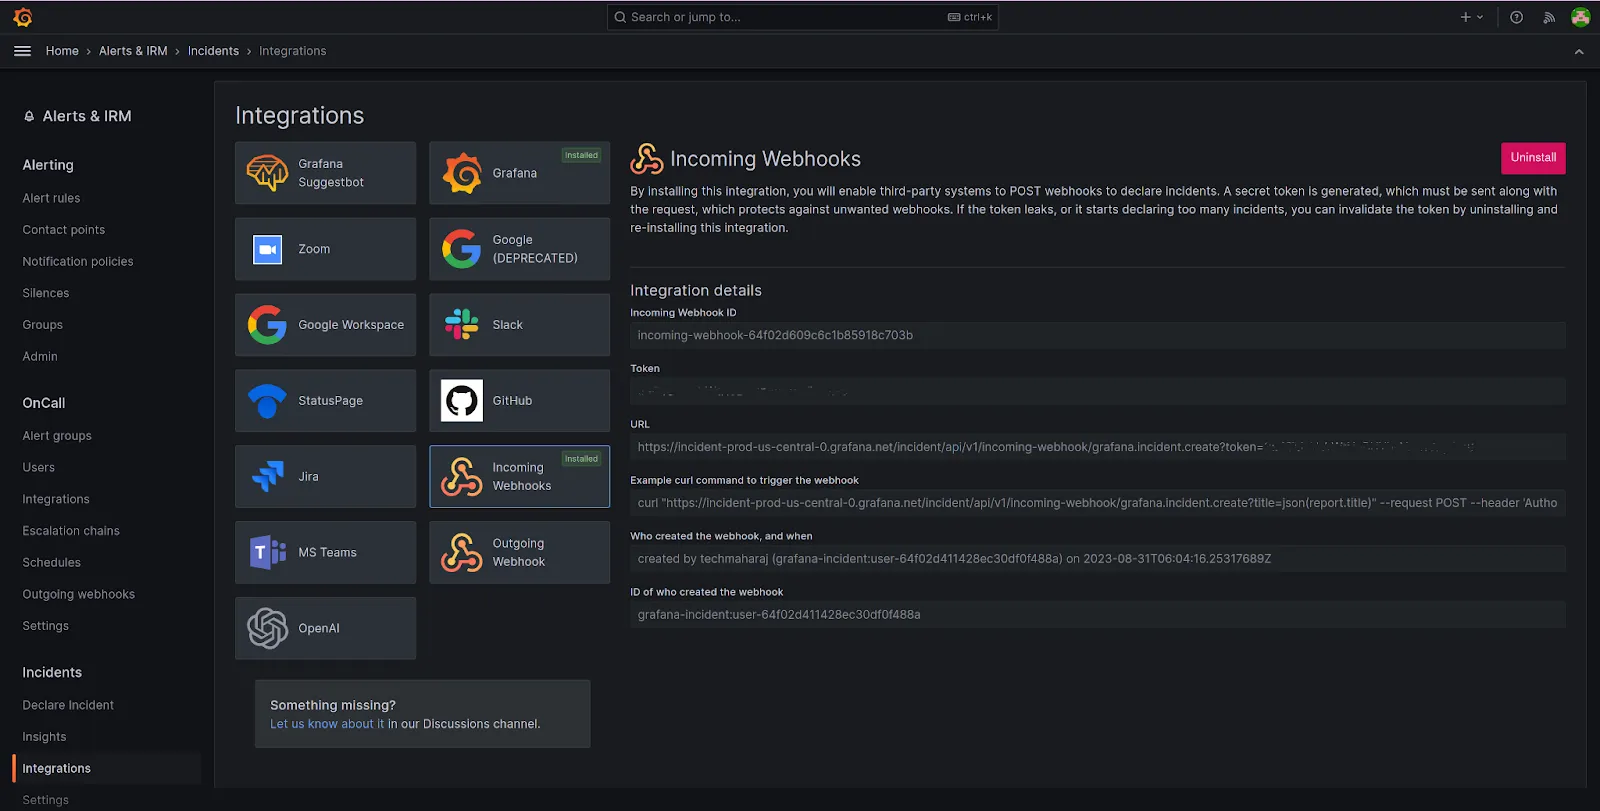 Search or jump to...
ctrl+k
Home › Alerts & IRM › Incidents › Integrations
Alerts & IRM
Alerting
Alert rules
Contact points
Notification policies
Silences
Groups
Admin
OnCall
Alert groups
Users
Integrations
Escalation chains
Schedules
Outgoing webhooks
Settings
Incidents
Declare Incident
Insights
Integrations
Settings
Integrations
Grafana
Suggestbot
Grafana
Installed
Zoom
Google
(DEPRECATED)
Google Workspace
Slack
StatusPage
GitHub
Jira
Incoming
Webhooks
Installed
MS Teams
Outgoing
Webhook
OpenAI
Something missing?
Let us know about it in our Discussions channel.
Incoming Webhooks
Uninstall
By installing this integration, you will enable third-party systems to POST webhooks to declare incidents. A secret token is generated, which must be sent along with
the request, which protects against unwanted webhooks. If the token leaks, or it starts declaring too many incidents, you can invalidate the token by uninstalling and
re-installing this integration.
Integration details
Incoming Webhook ID
incoming-webhook-64f02d609c6c1b85918c703b
Token
URL
https://incident-prod-us-central-0.grafana.net/incident/api/v1/incoming-webhook/grafana.incident.create?token=
Example curl command to trigger the webhook
curl "https://incident-prod-us-central-0.grafana.net/incident/api/v1/incoming-webhook/grafana.incident.create?title=json(report.title)" --request POST --header 'Autho
Who created the webhook, and when
created by techmaharaj (grafana-incident:user-64f02d411428ec30df0f488a) on 2023-08-31T06:04:16.25317689Z
ID of who created the webhook
grafana-incident:user-64f02d411428ec30df0f488a